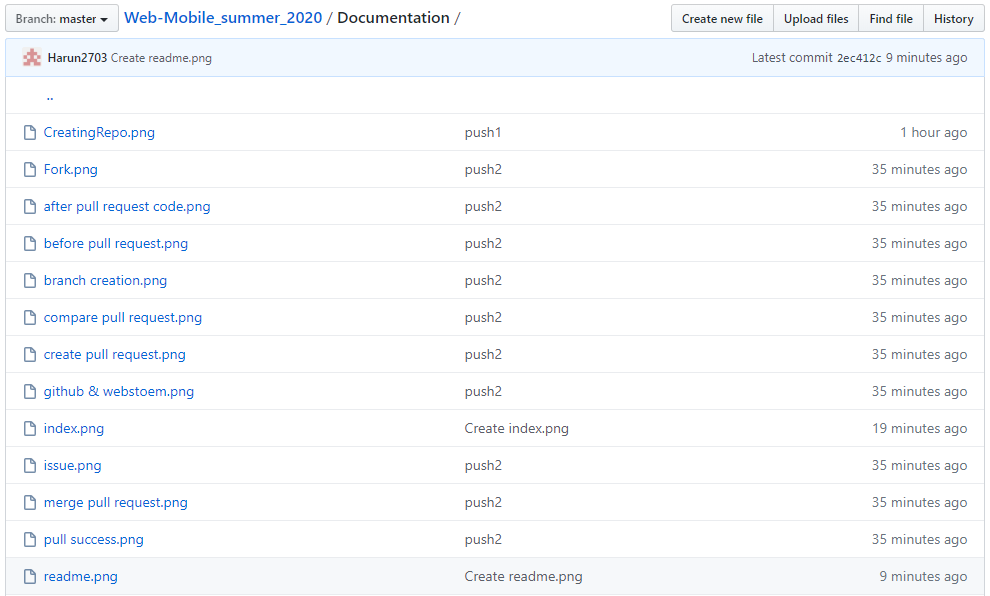 Branch: master Web-Mobile_summer_2020 / Documentation / Create new file Upload files Find file History
Harun2703 Create readme.png Latest commit 2ec412c 9 minutes ago
..
CreatingRepo.png push1 1 hour ago
Fork.png push2 35 minutes ago
after pull request code.png push2 35 minutes ago
before pull request.png push2 35 minutes ago
branch creation.png push2 35 minutes ago
compare pull request.png push2 35 minutes ago
create pull request.png push2 35 minutes ago
github & webstoem.png push2 35 minutes ago
index.png Create index.png 19 minutes ago
issue.png push2 35 minutes ago
merge pull request.png push2 35 minutes ago
pull success.png push2 35 minutes ago
readme.png Create readme.png 9 minutes ago